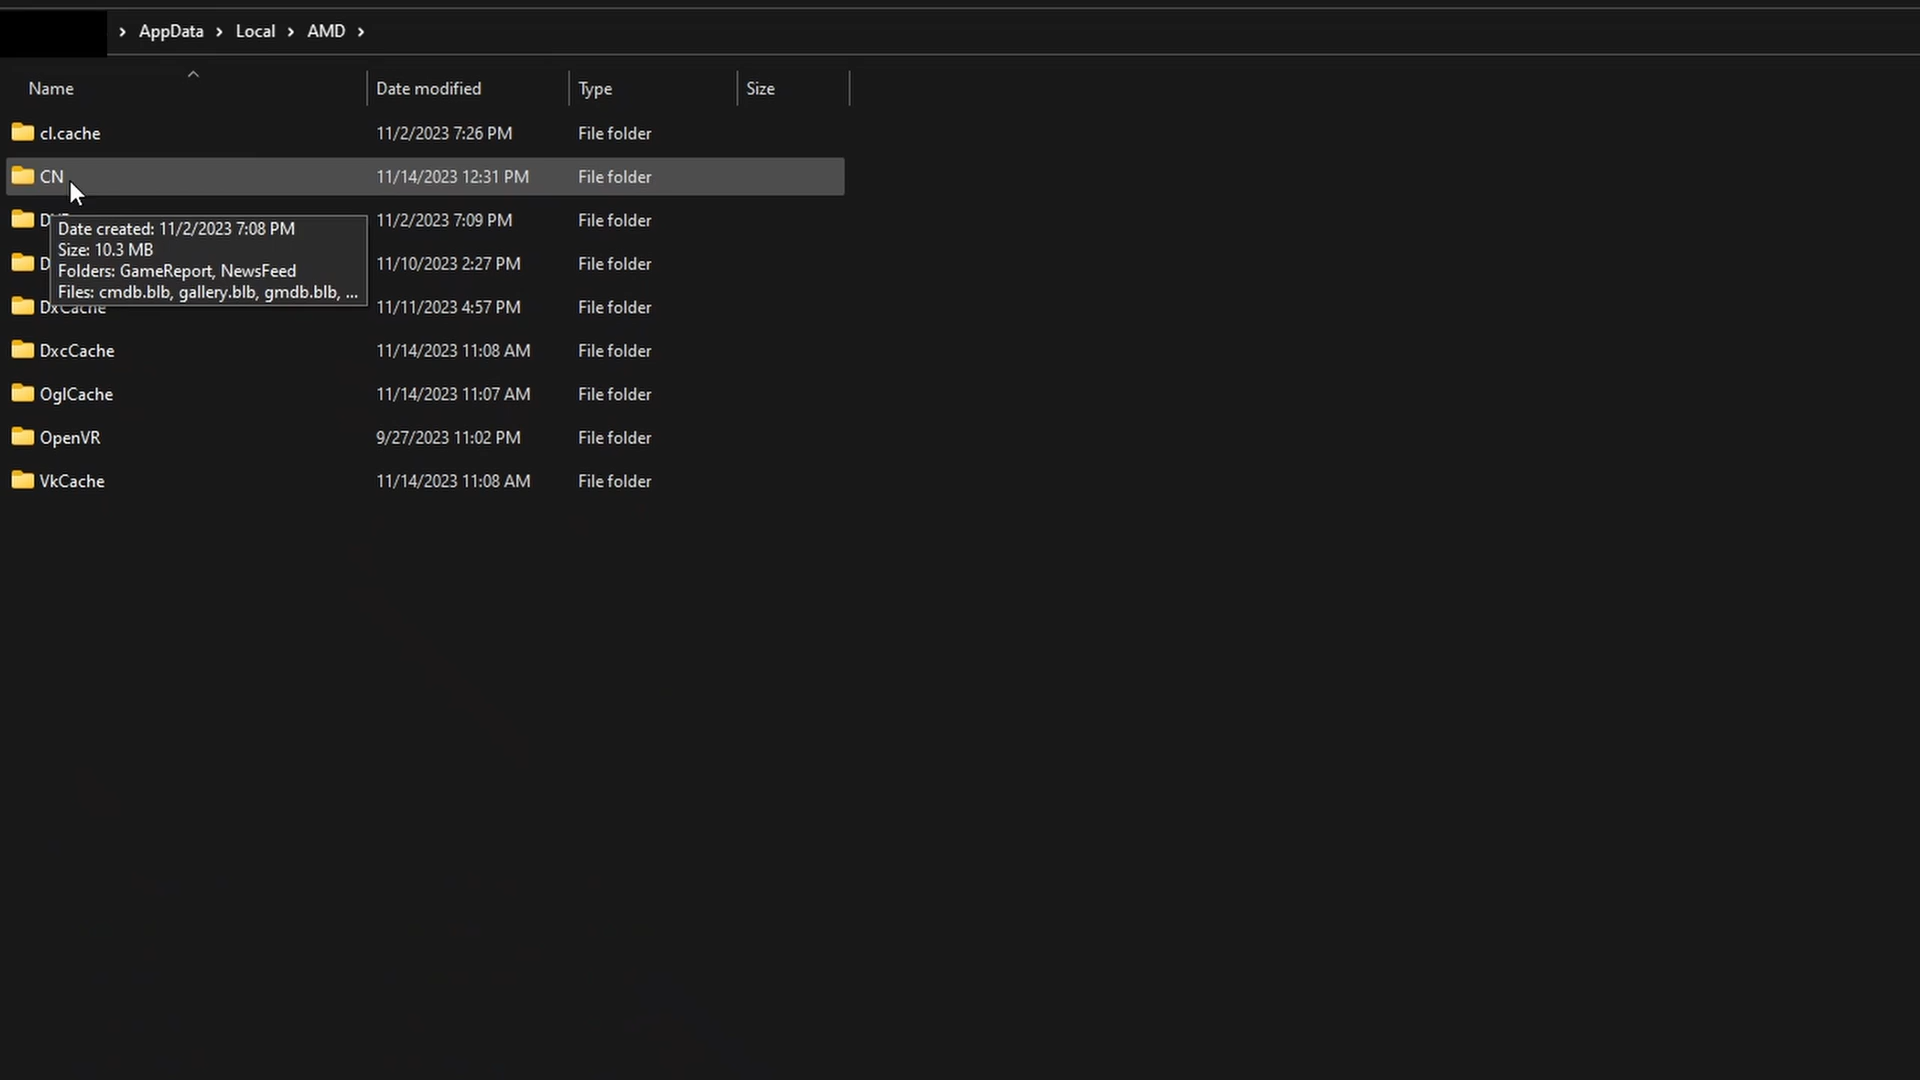 AppData > Local > AMD >
Name Date modified Type Size
cl.cache 11/2/2023 7:26 PM File folder
CN 11/14/2023 12:31 PM File folder
11/2/2023 7:09 PM File folder
Date created: 11/2/2023 7:08 PM
Size: 10.3 MB
11/10/2023 2:27 PM File folder
Folders: GameReport, NewsFeed
Files: cmdb.blb, gallery.blb, gmdb.blb, ...
DxCache 11/11/2023 4:57 PM File folder
DxcCache 11/14/2023 11:08 AM File folder
OglCache 11/14/2023 11:07 AM File folder
OpenVR 9/27/2023 11:02 PM File folder
VkCache 11/14/2023 11:08 AM File folder